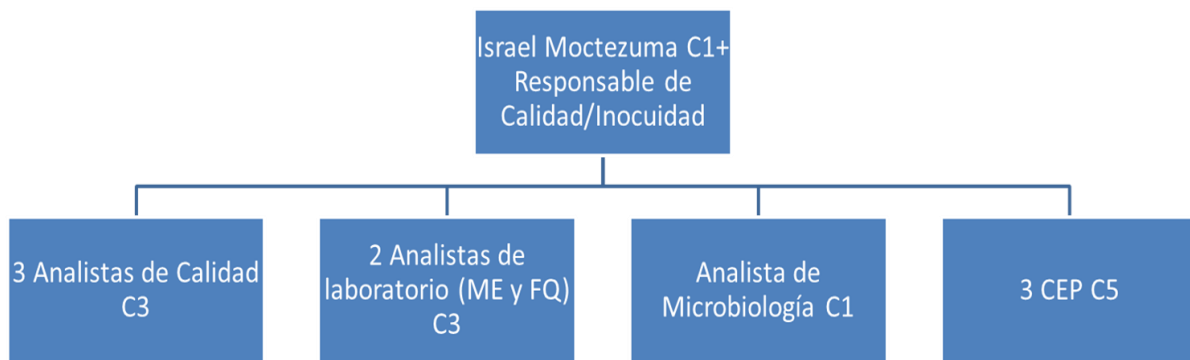 Israel Moctezuma C1+
Responsable de
Calidad/Inocuidad
3 Analistas de Calidad
C3
2 Analistas de
laboratorio (ME y FQ)
C3
Analista de
Microbiología C1
3 CEP C5